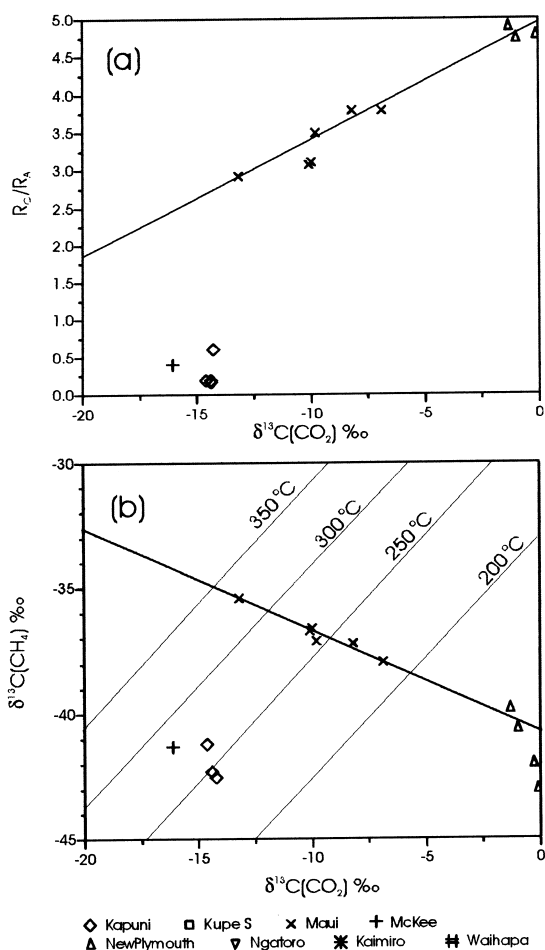 (a)
5.0
4.5
4.0
3.5
3.0
2.5
2.0
1.5
1.0
0.5
0.0
R_C/R_A
-20 -15 -10 -5 0
δ¹³C(CO₂) ‰
(b)
-30
-35
-40
-45
δ¹³C(CH₄) ‰
350°C 300°C 250°C 200°C
-20 -15 -10 -5 0
δ¹³C(CO₂) ‰
Kapuni Kupe S Maui McKee
NewPlymouth Ngatoro Kaimiro Waihapa